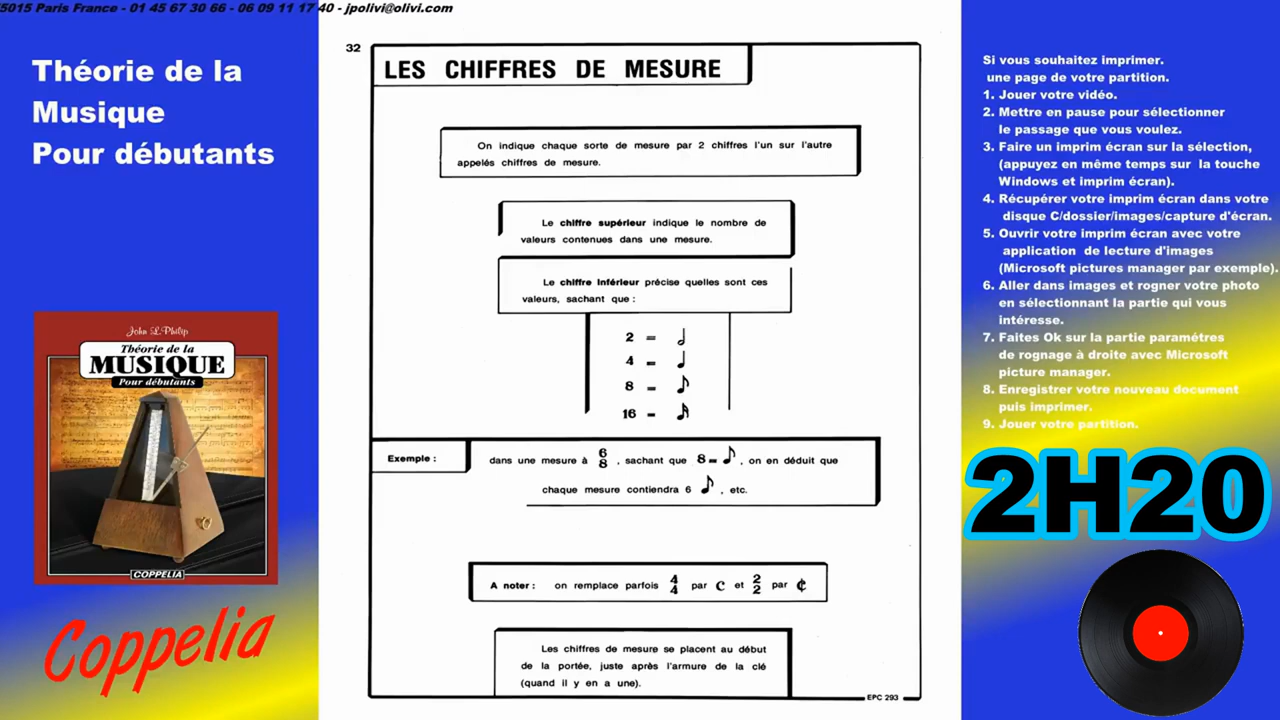 5015 Paris France - 01 45 67 30 66 - 06 09 11 17 40 - jpolivi@olivi.com
Théorie de la
Musique
Pour débutants
John L. Philip
Théorie de la
MUSIQUE
Pour débutants
COPPELIA
Coppelia
32
LES CHIFFRES DE MESURE
On indique chaque sorte de mesure par 2 chiffres l'un sur l'autre
appelés chiffres de mesure.
Le chiffre supérieur indique le nombre de
valeurs contenues dans une mesure.
Le chiffre inférieur précise quelles sont ces
valeurs, sachant que :
2 = 𝅗𝅥
4 = ♩
8 = ♪
16 = 𝅘𝅥𝅯
Exemple :
dans une mesure à 6/8 , sachant que 8 = ♪ , on en déduit que
chaque mesure contiendra 6 ♪ , etc.
A noter : on remplace parfois 4/4 par C et 2/2 par ¢
Les chiffres de mesure se placent au début
de la portée, juste après l'armure de la clé
(quand il y en a une).
EPC 293
Si vous souhaitez imprimer.
une page de votre partition.
1. Jouer votre vidéo.
2. Mettre en pause pour sélectionner
le passage que vous voulez.
3. Faire un imprim écran sur la sélection,
(appuyez en même temps sur la touche
Windows et imprim écran).
4. Récupérer votre imprim écran dans votre
disque C/dossier/images/capture d'écran.
5. Ouvrir votre imprim écran avec votre
application de lecture d'images
(Microsoft pictures manager par exemple).
6. Aller dans images et rogner votre photo
en sélectionnant la partie qui vous
intéresse.
7. Faites Ok sur la partie paramétres
de rognage à droite avec Microsoft
picture manager.
8. Enregistrer votre nouveau document
puis imprimer.
9. Jouer votre partition.
2H20